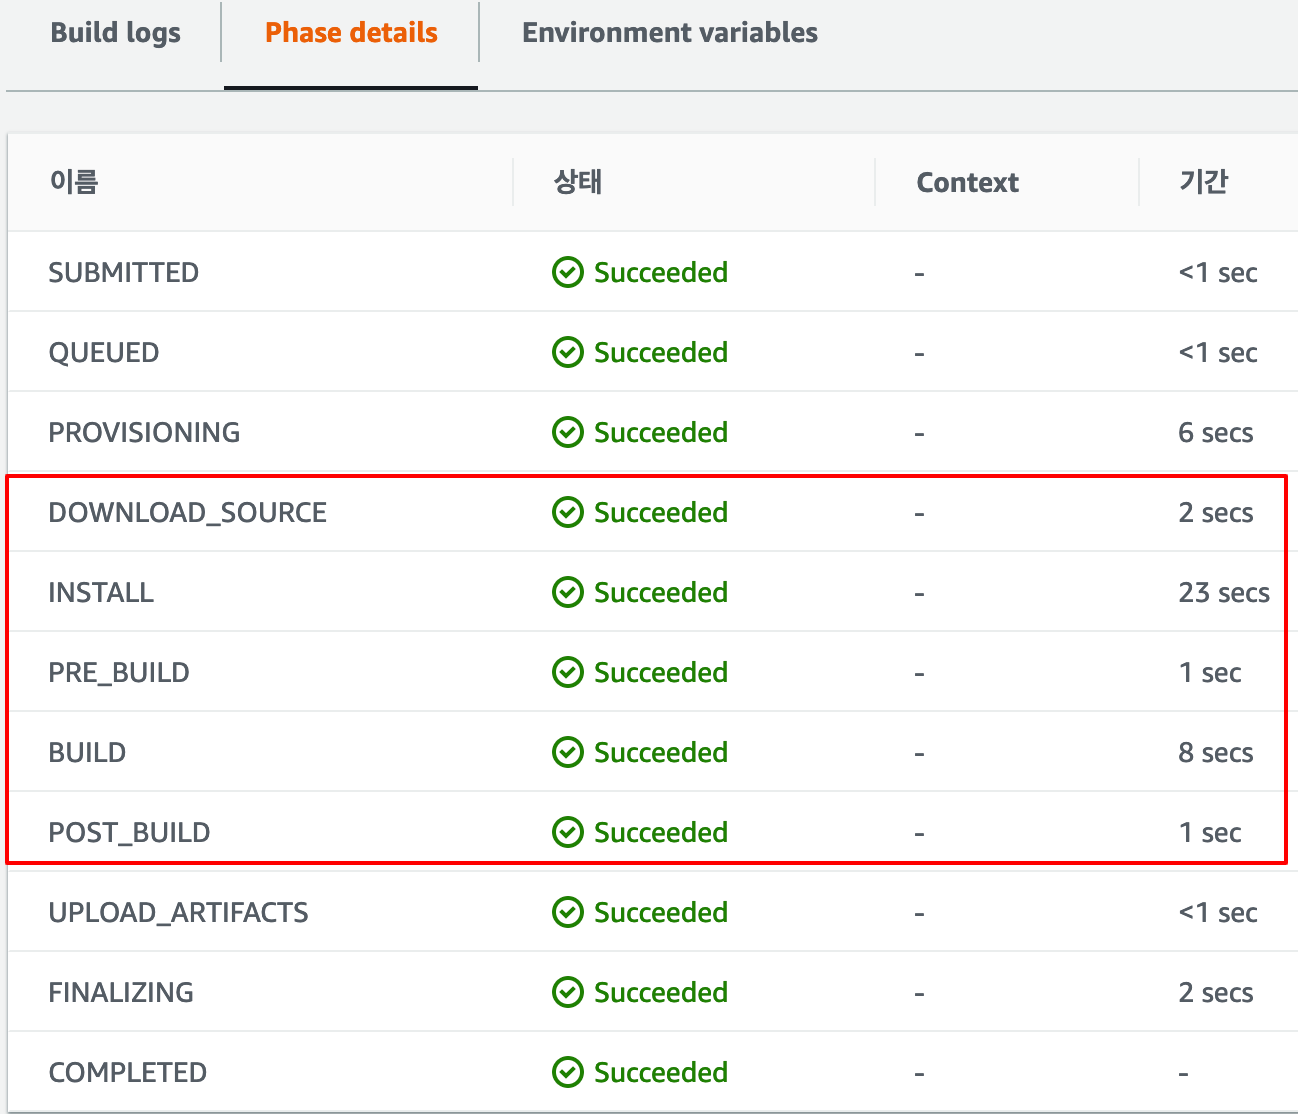 Build logs Phase details Environment variables
이름 상태 Context 기간
SUBMITTED Succeeded - <1 sec
QUEUED Succeeded - <1 sec
PROVISIONING Succeeded - 6 secs
DOWNLOAD_SOURCE Succeeded - 2 secs
INSTALL Succeeded - 23 secs
PRE_BUILD Succeeded - 1 sec
BUILD Succeeded - 8 secs
POST_BUILD Succeeded - 1 sec
UPLOAD_ARTIFACTS Succeeded - <1 sec
FINALIZING Succeeded - 2 secs
COMPLETED Succeeded - -